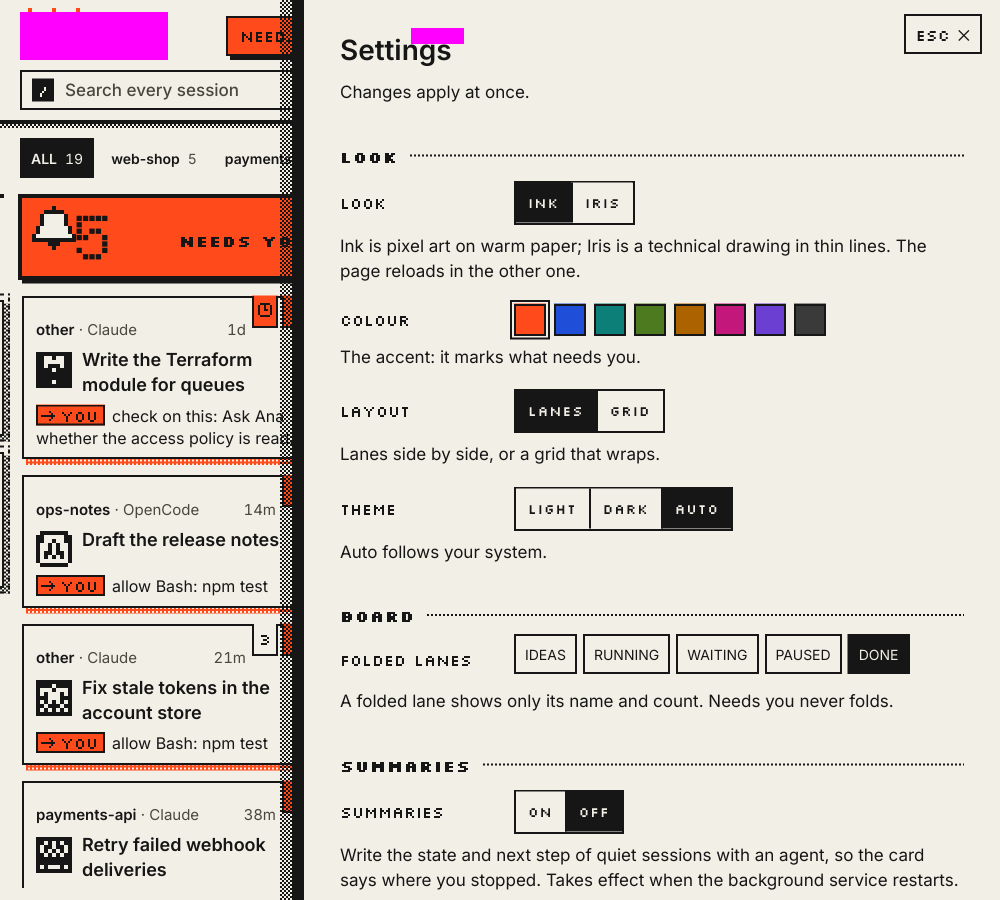 NEED
Search every session
ALL 19 web-shop 5 payments
5 NEEDS YO
other · Claude 1d
Write the Terraform
module for queues
→ YOU check on this: Ask Ana
whether the access policy is read
ops-notes · OpenCode 14m
Draft the release notes
→ YOU allow Bash: npm test
3
other · Claude 21m
Fix stale tokens in the
account store
→ YOU allow Bash: npm test
payments-api · Claude 38m
Retry failed webhook
deliveries
Settings
ESC ×
Changes apply at once.
LOOK
LOOK INK IRIS
Ink is pixel art on warm paper; Iris is a technical drawing in thin lines. The
page reloads in the other one.
COLOUR
The accent: it marks what needs you.
LAYOUT LANES GRID
Lanes side by side, or a grid that wraps.
THEME LIGHT DARK AUTO
Auto follows your system.
BOARD
FOLDED LANES IDEAS RUNNING WAITING PAUSED DONE
A folded lane shows only its name and count. Needs you never folds.
SUMMARIES
SUMMARIES ON OFF
Write the state and next step of quiet sessions with an agent, so the card
says where you stopped. Takes effect when the background service restarts.